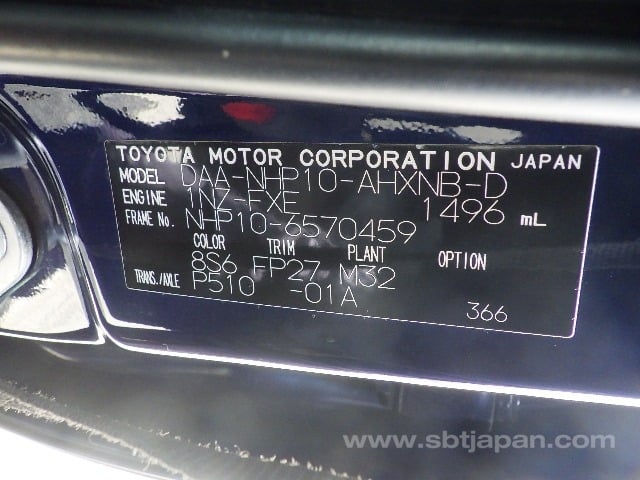 TOYOTA MOTOR CORPORATION JAPAN
MODEL DAA-NHP10-AHXNB-D
ENGINE 1NZ-FXE 1496 mL
FRAME No. NHP10-6570459
COLOR TRIM PLANT OPTION
8S6 FP27 M32
TRANS./AXLE P510 -01A
366
www.sbtjapan.com